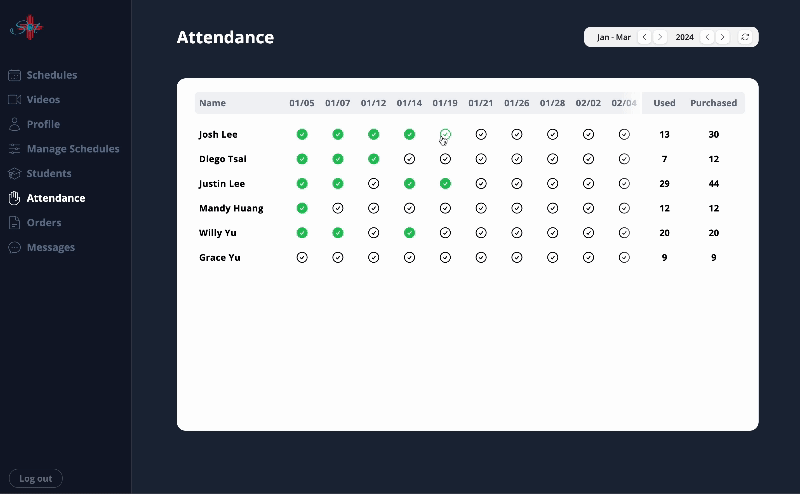 Attendance
Jan - Mar 2024
Schedules
Videos
Profile
Manage Schedules
Students
Attendance
Orders
Messages
Log out
Name 01/05 01/07 01/12 01/14 01/19 01/21 01/26 01/28 02/02 02/04 Used Purchased
Josh Lee 13 30
Diego Tsai 7 12
Justin Lee 29 44
Mandy Huang 12 12
Willy Yu 20 20
Grace Yu 9 9